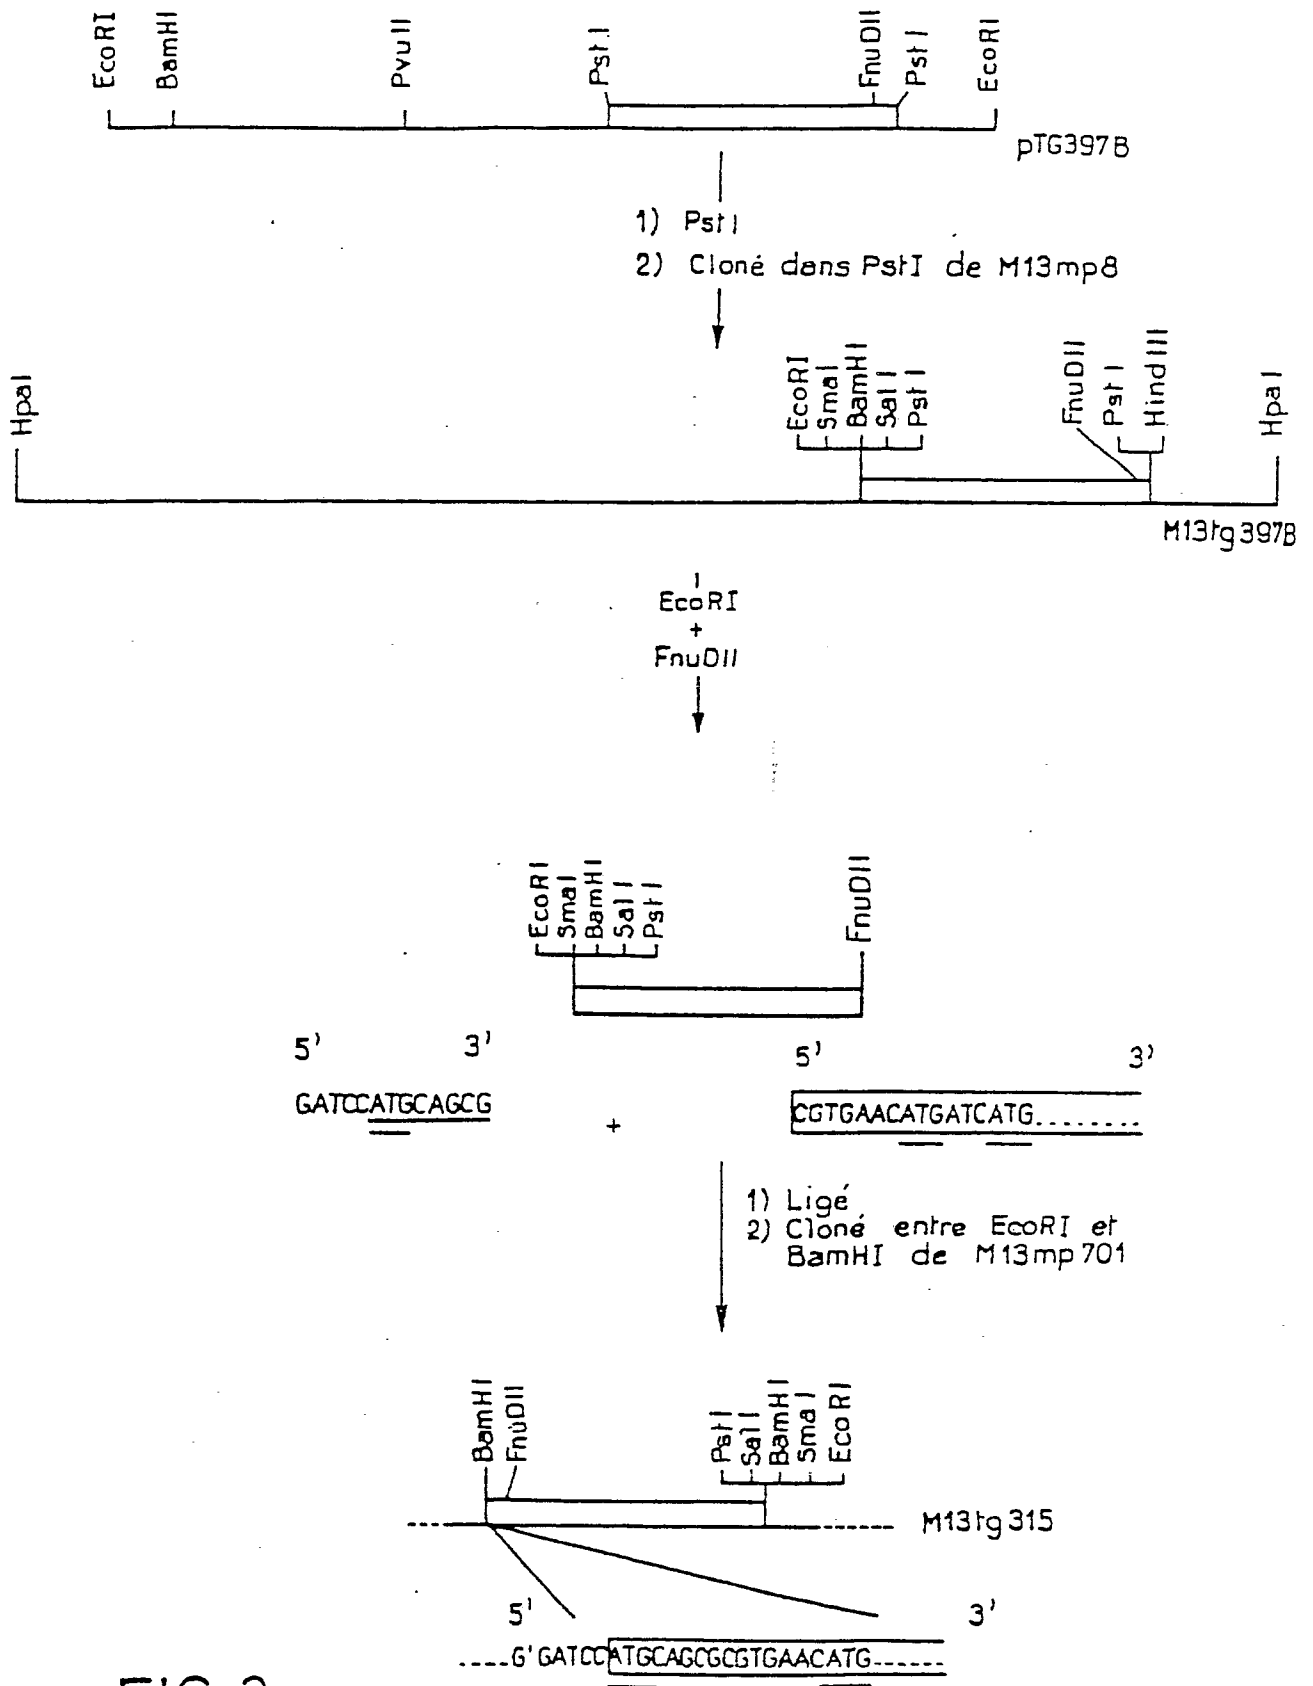 EcoRI BamHI PvuII PstI FnuDII PstI EcoRI
pTG397B
1) PstI
2) Cloné dans PstI de M13mp8
HpaI EcoRI SmaI BamHI SalI PstI FnuDII PstI HindIII HpaI
M13tg397B
EcoRI
+
FnuDII
EcoRI SmaI BamHI SalI PstI FnuDII
5' 3' 5' 3'
GATCCATGCAGCG + CGTGAACATGATCATG........
1) Ligé
2) Cloné entre EcoRI et
BamHI de M13mp701
BamHI FnuDII PstI SalI BamHI SmaI EcoRI
M13tg315
5' 3'
----G'GATCCATGCAGCGCGTGAACATG------